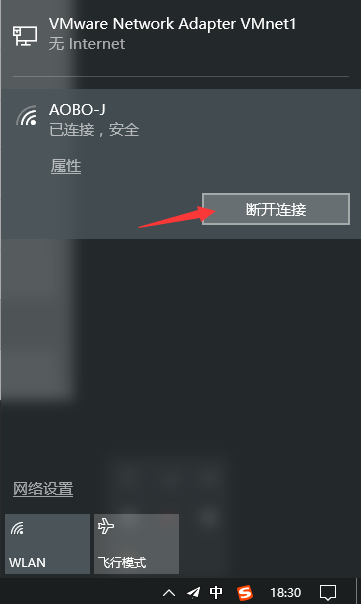 VMware Network Adapter VMnet1
无 Internet
AOBO-J
已连接，安全
属性
断开连接
网络设置
WLAN
飞行模式
中
S
18:30